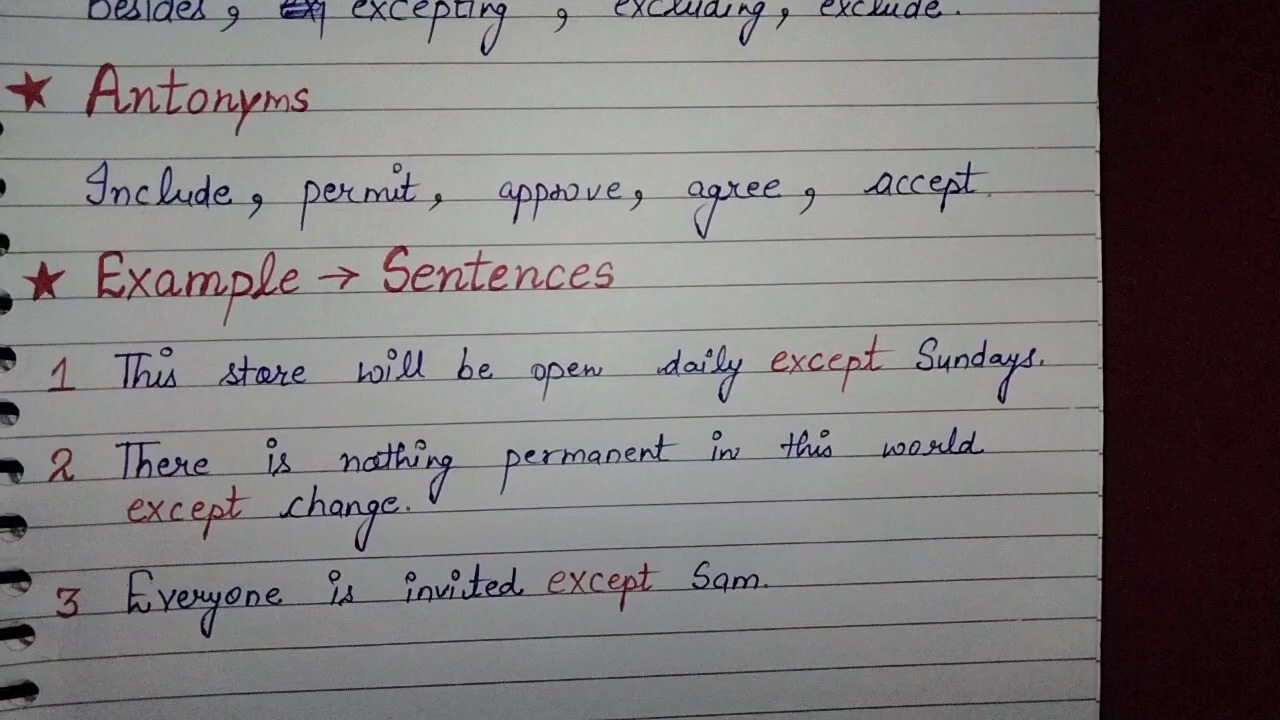 besides, excepting, excluding, exclude.
★ Antonyms
Include, permit, approve, agree, accept.
★ Example → Sentences
1 This store will be open daily except Sundays.
2 There is nothing permanent in this world
except change.
3 Everyone is invited except Sam.